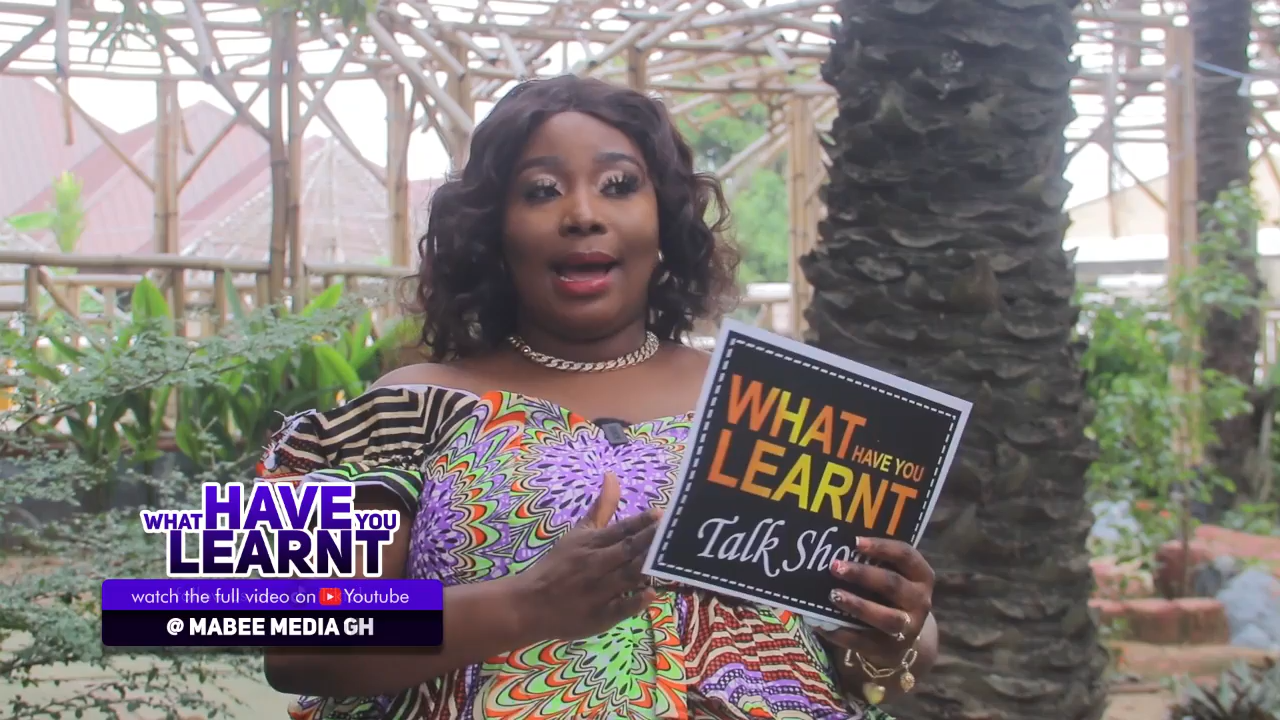 WHAT
HAVE YOU
LEARNT
Talk Sho
WHAT HAVE YOU
LEARNT
watch the full video on Youtube
@ MABEE MEDIA GH